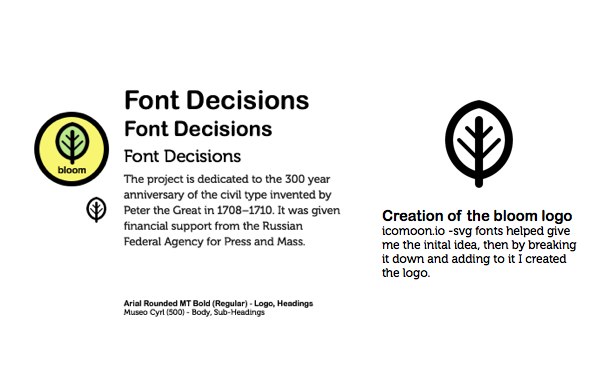 Font Decisions
Font Decisions
Font Decisions
The project is dedicated to the 300 year
anniversary of the civil type invented by
Peter the Great in 1708–1710. It was given
financial support from the Russian
Federal Agency for Press and Mass.
bloom
Arial Rounded MT Bold (Regular) - Logo, Headings
Museo Cyrl (500) - Body, Sub-Headings
Creation of the bloom logo
icomoon.io -svg fonts helped give
me the inital idea, then by breaking
it down and adding to it I created
the logo.